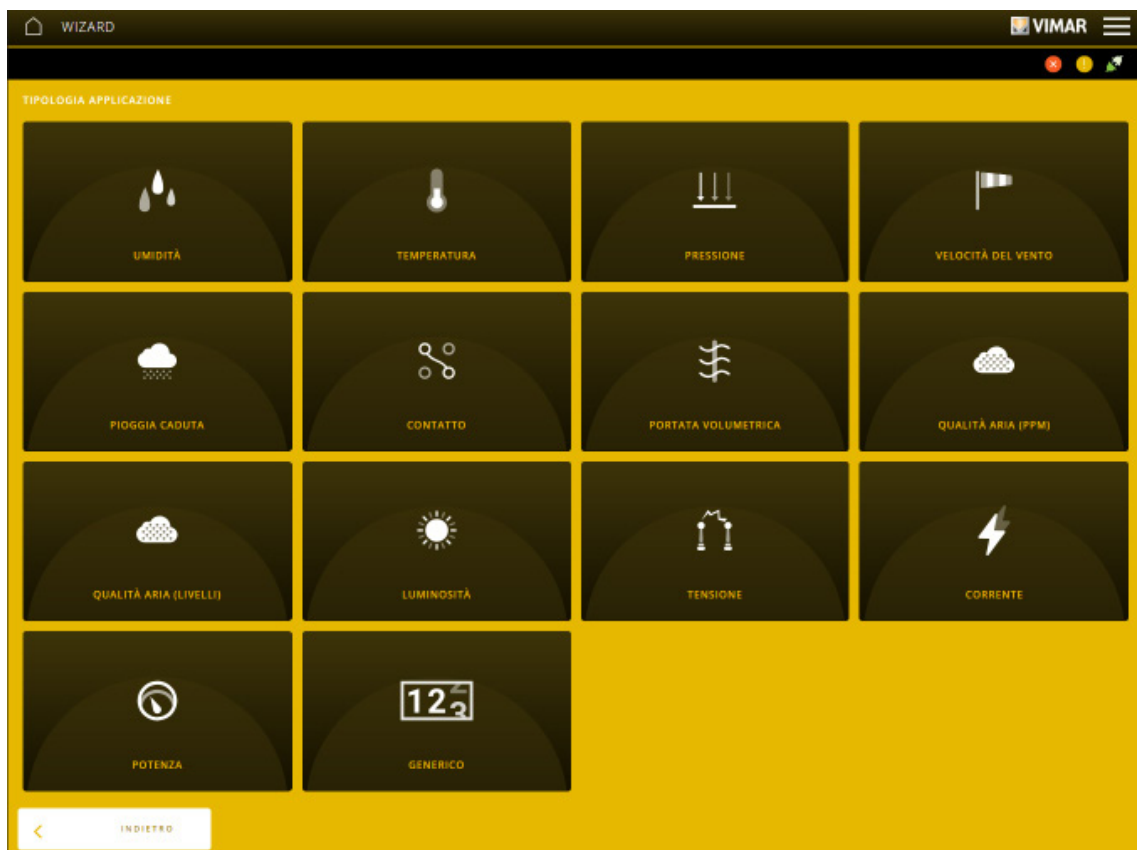 WIZARD
VIMAR
TIPOLOGIA APPLICAZIONE
UMIDITÀ
TEMPERATURA
PRESSIONE
VELOCITÀ DEL VENTO
PIOGGIA CADUTA
CONTATTO
PORTATA VOLUMETRICA
QUALITÀ ARIA (PPM)
QUALITÀ ARIA (LIVELLI)
LUMINOSITÀ
TENSIONE
CORRENTE
123
POTENZA
GENERICO
INDIETRO